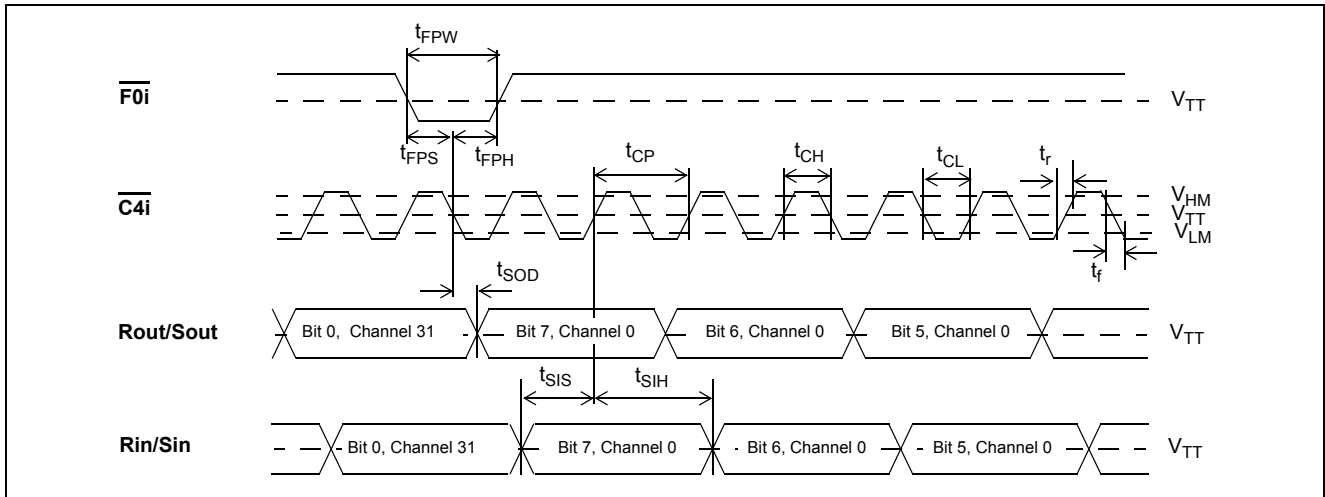 tFPW
F0i
VTT
tFPS tFPH tCP tCH tCL tr
C4i
VHM
VTT
VLM
tf
tSOD
Rout/Sout Bit 0, Channel 31 Bit 7, Channel 0 Bit 6, Channel 0 Bit 5, Channel 0 VTT
tSIS tSIH
Rin/Sin Bit 0, Channel 31 Bit 7, Channel 0 Bit 6, Channel 0 Bit 5, Channel 0 VTT